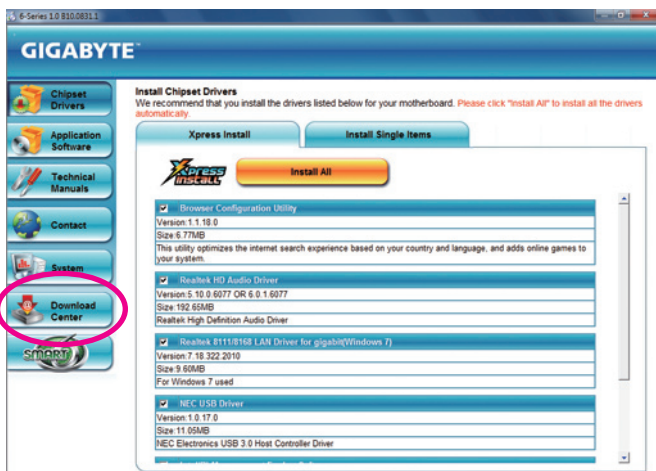 6-Series 1.0 B10.0831.1
GIGABYTE™
Chipset
Drivers
Application
Software
Technical
Manuals
Contact
System
Download
Center
SMART
Install Chipset Drivers
We recommend that you install the drivers listed below for your motherboard. Please click "Install All" to install all the drivers
automatically.
Xpress Install
Install Single Items
Xpress
INSTALL
Install All
Browser Configuration Utility
Version:1.1.18.0
Size:6.77MB
This utility optimizes the internet search experience based on your country and language, and adds online games to
your system.
Realtek HD Audio Driver
Version:5.10.0.6077 OR 6.0.1.6077
Size:192.65MB
Realtek High Definition Audio Driver
Realtek 8111/8168 LAN Driver for gigabit(Windows 7)
Version:7.18.322.2010
Size:9.60MB
For Windows 7 used
NEC USB Driver
Version:1.0.17.0
Size:11.05MB
NEC Electronics USB 3.0 Host Controller Driver